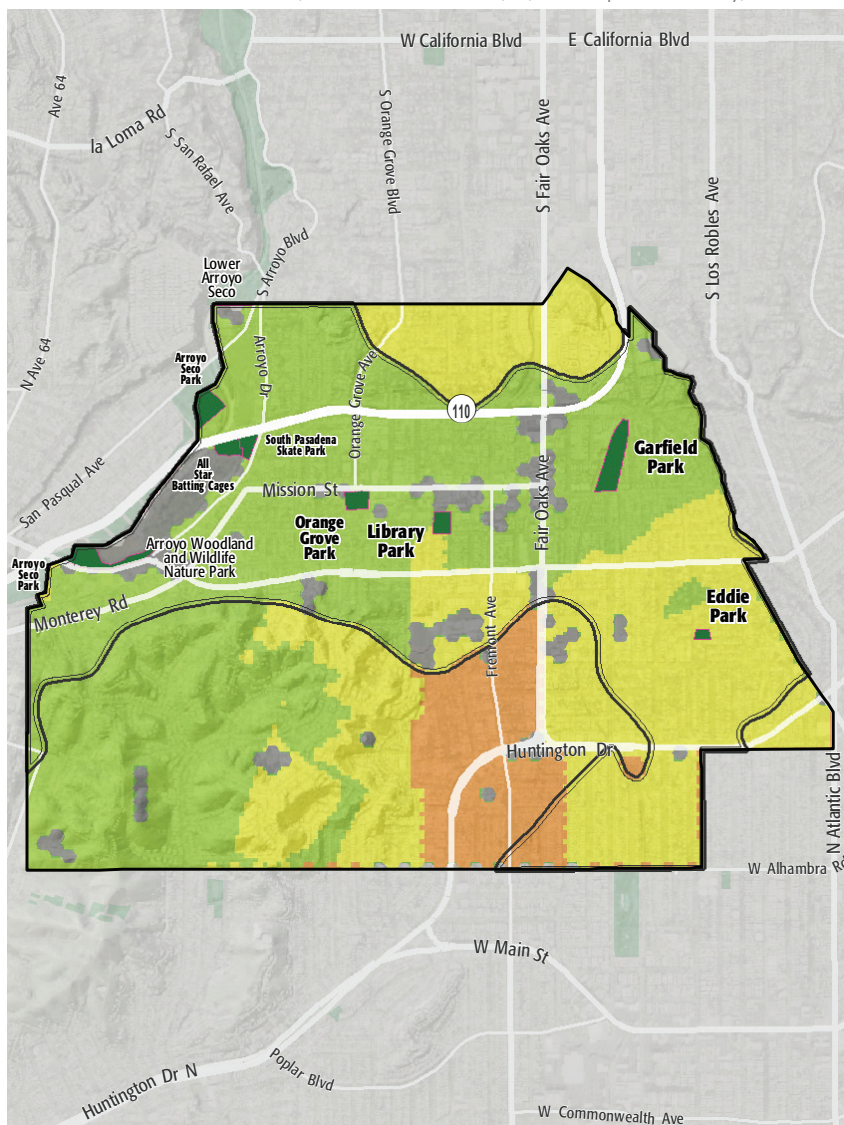 W California Blvd
E California Blvd
Ave 64
la Loma Rd
S San Rafael Ave
S Orange Grove Blvd
S Fair Oaks Ave
S Los Robles Ave
S Arroyo Blvd
Lower
Arroyo
Seco
N Ave 64
Arroyo
Seco
Park
Arroyo Dr
Orange Grove Ave
110
South Pasadena
Skate Park
All
Star
Batting Cages
Garfield
Park
San Pasqual Ave
Mission St
Fair Oaks Ave
Orange
Grove
Park
Library
Park
Arroyo Woodland
and Wildlife
Nature Park
Arroyo
Seco
Park
Monterey Rd
Fremont Ave
Eddie
Park
Huntington Dr
N Atlantic Blvd
W Alhambra Rd
W Main St
Huntington Dr N
Poplar Blvd
W Commonwealth Ave